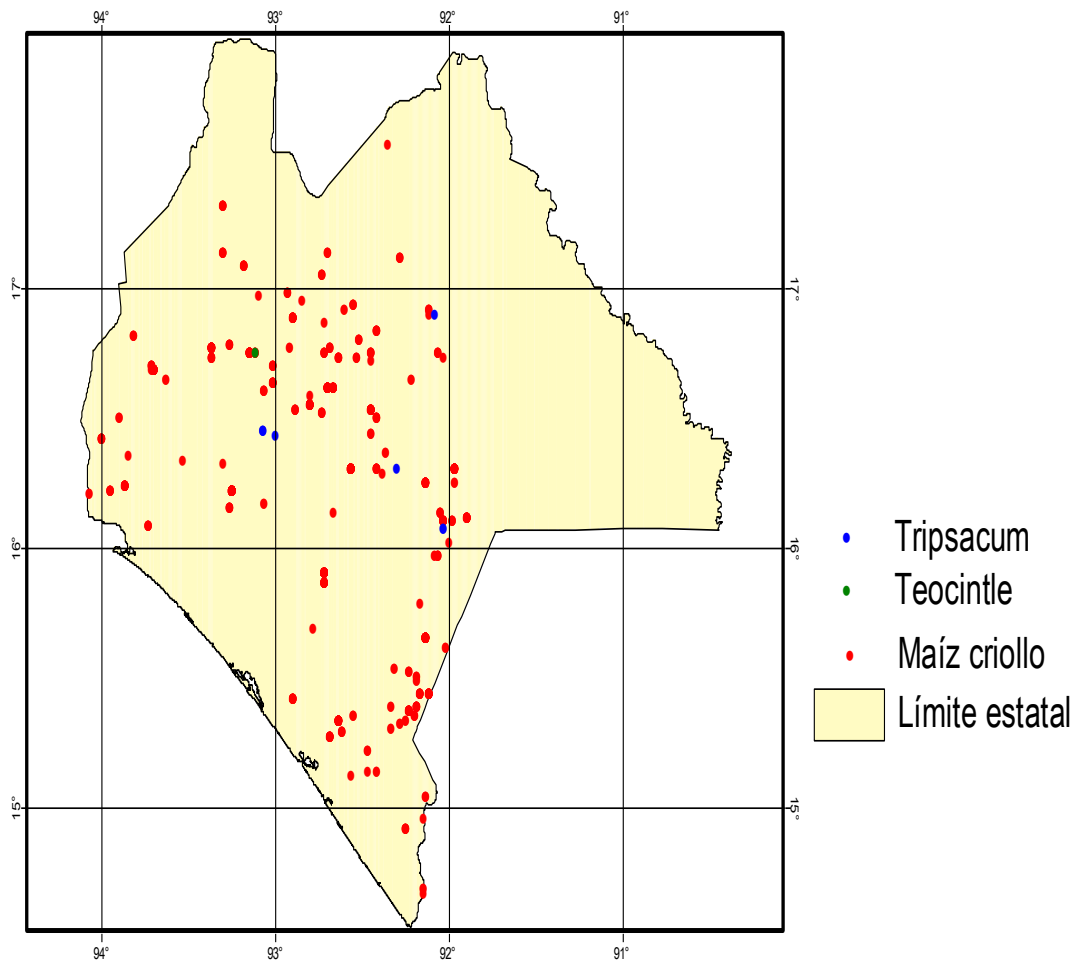 94° 93° 92° 91°
17° 17°
16° 16°
15° 15°
94° 93° 92° 91°
Tripsacum
Teocintle
Maíz criollo
Límite estatal